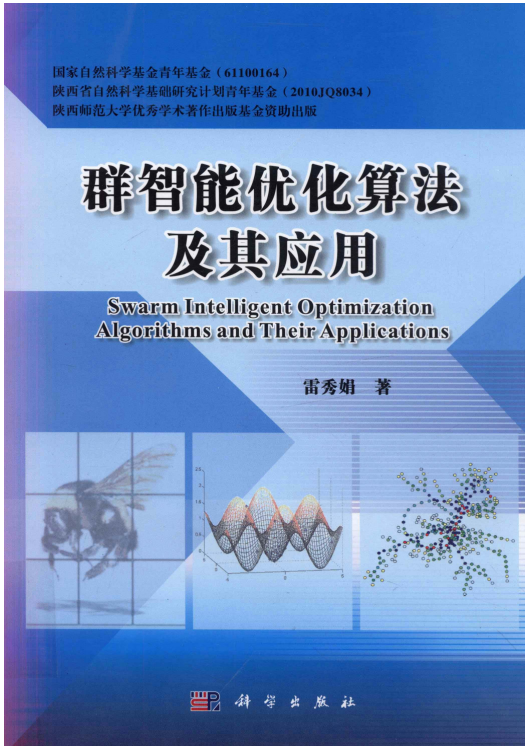 国家自然科学基金青年基金（61100164）
陕西省自然科学基础研究计划青年基金（2010JQ8034）
陕西师范大学优秀学术著作出版基金资助出版
群智能优化算法
及其应用
Swarm Intelligent Optimization
Algorithms and Their Applications
雷秀娟 著
科学出版社